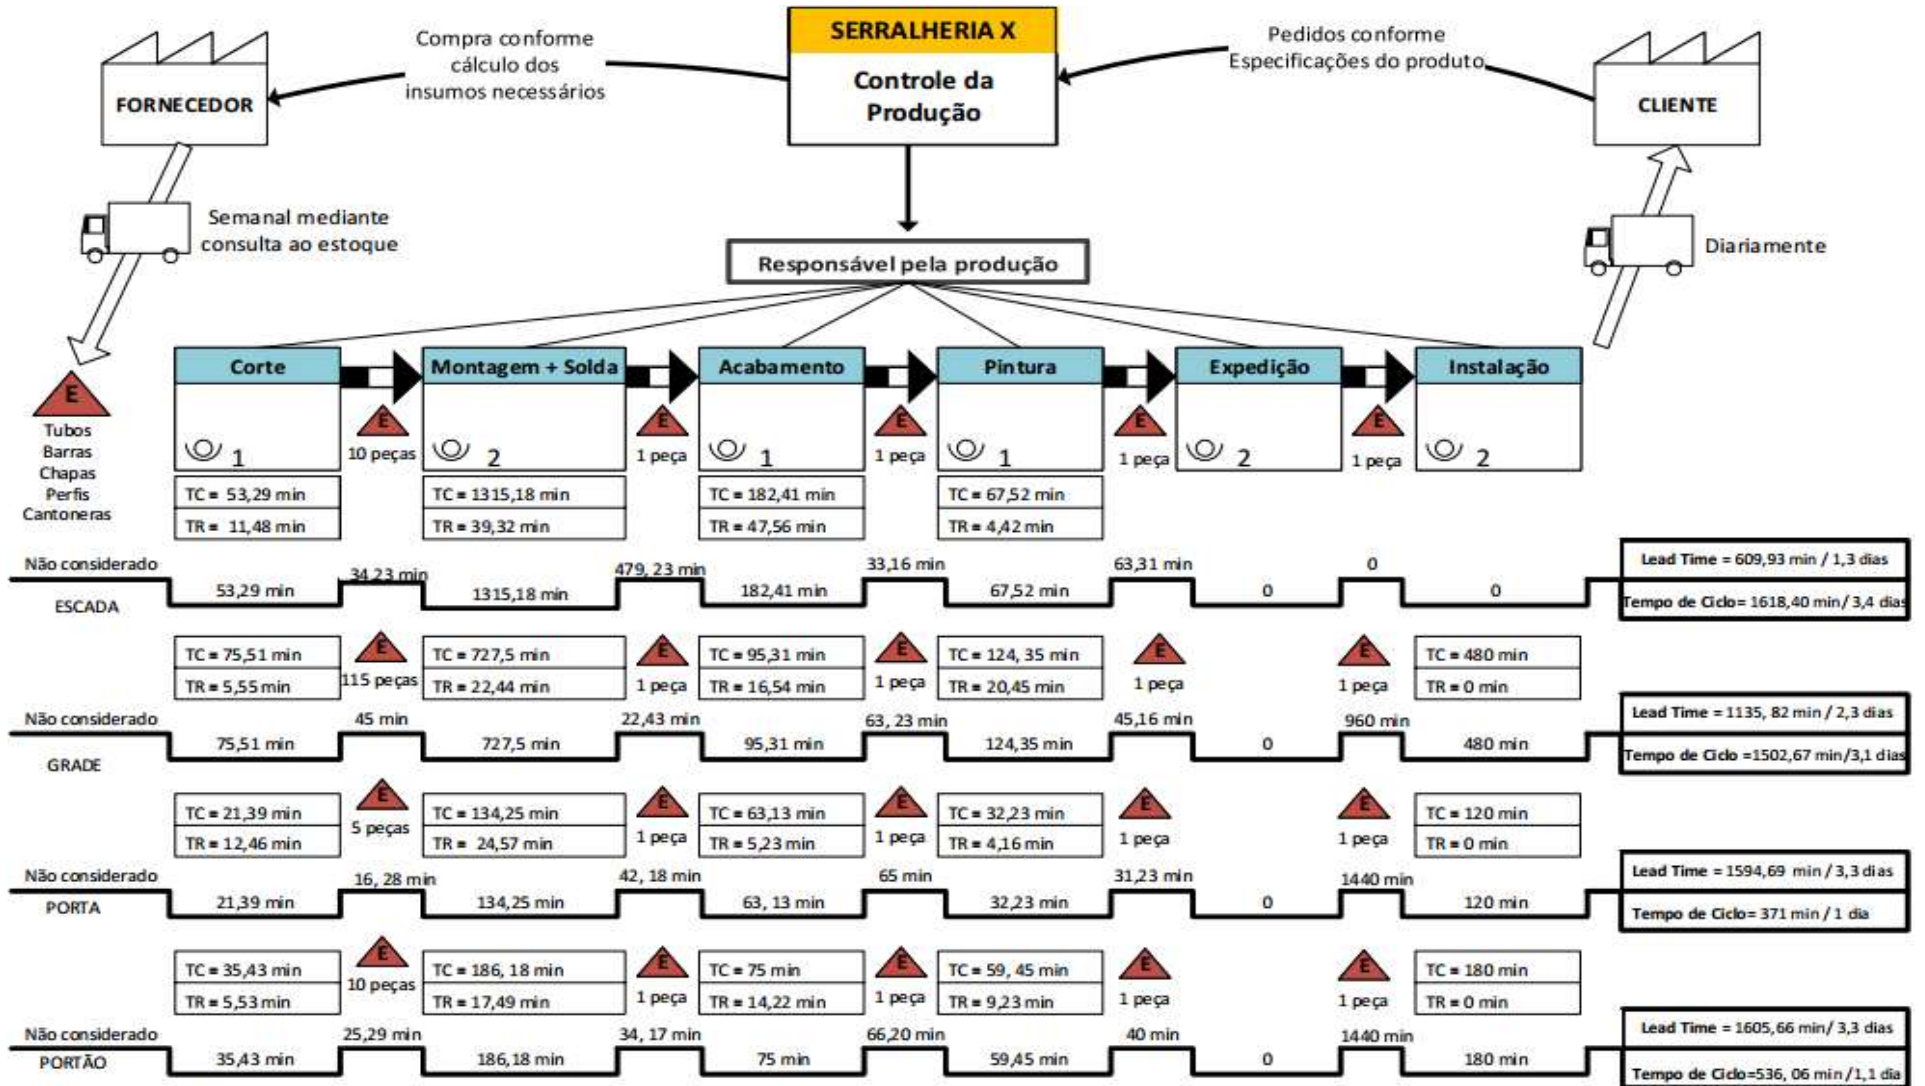 SERRALHERIA X
Controle da
Produção
Compra conforme
cálculo dos
insumos necessários
Pedidos conforme
Especificações do produto
FORNECEDOR
CLIENTE
Semanal mediante
consulta ao estoque
Diariamente
Responsável pela produção
Corte
Montagem + Solda
Acabamento
Pintura
Expedição
Instalação
E
E
E
E
E
E
Tubos
Barras
Chapas
Perfis
Cantoneras
1
10 peças
2
1 peça
1
1 peça
1
1 peça
2
1 peça
2
TC = 53,29 min
TR = 11,48 min
TC = 1315,18 min
TR = 39,32 min
TC = 182,41 min
TR = 47,56 min
TC = 67,52 min
TR = 4,42 min
Não considerado
ESCADA
53,29 min
34,23 min
1315,18 min
479, 23 min
182,41 min
33,16 min
67,52 min
63,31 min
0
0
0
Lead Time = 609,93 min / 1,3 dias
Tempo de Ciclo= 1618,40 min/ 3,4 dias
TC = 75,51 min
TR = 5,55 min
E
115 peças
TC = 727,5 min
TR = 22,44 min
E
1 peça
TC = 95,31 min
TR = 16,54 min
E
1 peça
TC = 124, 35 min
TR = 20,45 min
E
1 peça
E
1 peça
TC = 480 min
TR = 0 min
Não considerado
GRADE
75,51 min
45 min
727,5 min
22,43 min
95,31 min
63, 23 min
124,35 min
45,16 min
0
960 min
480 min
Lead Time = 1135, 82 min / 2,3 dias
Tempo de Ciclo =1502,67 min/3,1 dias
TC = 21,39 min
TR = 12,46 min
E
5 peças
TC = 134,25 min
TR = 24,57 min
E
1 peça
TC = 63,13 min
TR = 5,23 min
E
1 peça
TC = 32,23 min
TR = 4,16 min
E
1 peça
E
1 peça
TC = 120 min
TR = 0 min
Não considerado
PORTA
21,39 min
16, 28 min
134,25 min
42, 18 min
63, 13 min
65 min
32,23 min
31,23 min
0
1440 min
120 min
Lead Time = 1594,69 min / 3,3 dias
Tempo de Ciclo= 371 min / 1 dia
TC = 35,43 min
TR = 5,53 min
E
10 peças
TC = 186, 18 min
TR = 17,49 min
E
1 peça
TC = 75 min
TR = 14,22 min
E
1 peça
TC = 59, 45 min
TR = 9,23 min
E
1 peça
E
1 peça
TC = 180 min
TR = 0 min
Não considerado
PORTÃO
35,43 min
25,29 min
186,18 min
34, 17 min
75 min
66,20 min
59,45 min
40 min
0
1440 min
180 min
Lead Time = 1605,66 min/ 3,3 dias
Tempo de Ciclo=536, 06 min /1,1 dia